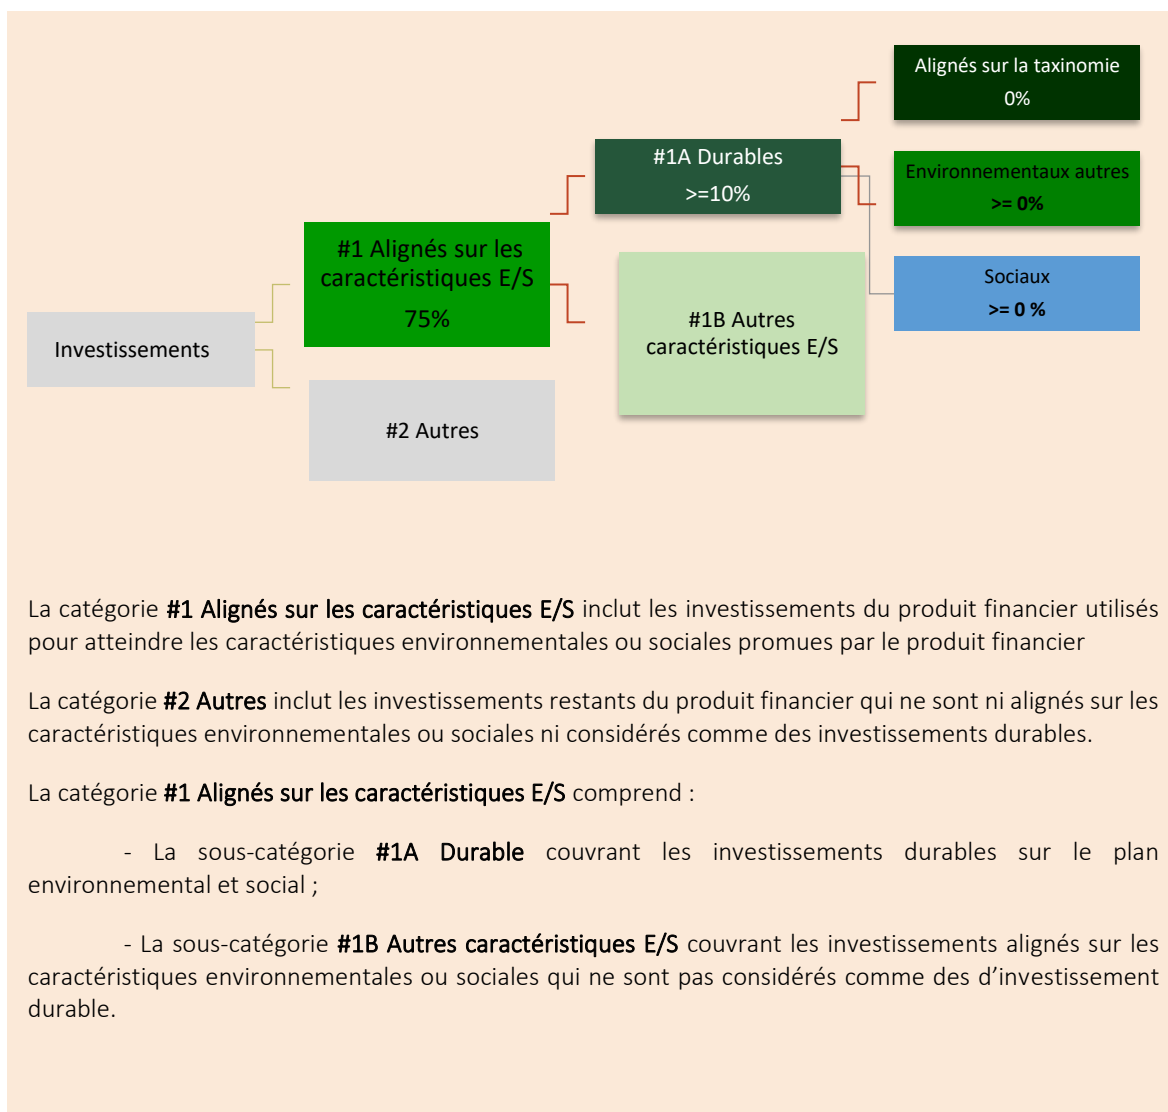 Alignés sur la taxinomie
0%
#1A Durables
>=10%
Environnementaux autres
>= 0%
#1 Alignés sur les
caractéristiques E/S
75%
Sociaux
>= 0 %
#1B Autres
caractéristiques E/S
Investissements
#2 Autres
La catégorie #1 Alignés sur les caractéristiques E/S inclut les investissements du produit financier utilisés
pour atteindre les caractéristiques environnementales ou sociales promues par le produit financier
La catégorie #2 Autres inclut les investissements restants du produit financier qui ne sont ni alignés sur les
caractéristiques environnementales ou sociales ni considérés comme des investissements durables.
La catégorie #1 Alignés sur les caractéristiques E/S comprend :
- La sous-catégorie #1A Durable couvrant les investissements durables sur le plan
environnemental et social ;
- La sous-catégorie #1B Autres caractéristiques E/S couvrant les investissements alignés sur les
caractéristiques environnementales ou sociales qui ne sont pas considérés comme des d’investissement
durable.